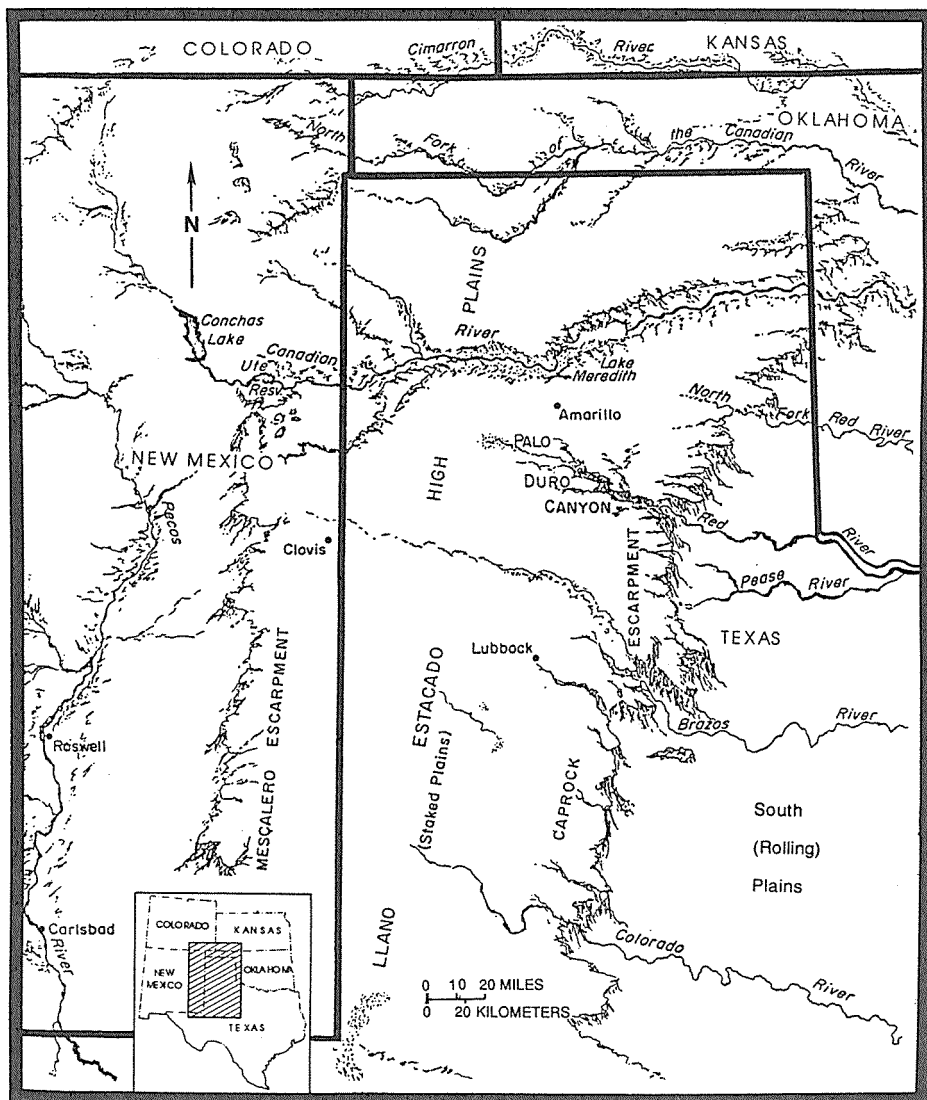 COLORADO
Cimarron
River
KANSAS
OKLAHOMA
North
Fork
of
the Canadian
River
N
PLAINS
Conchas
Lake
River
Canadian
Ute
Resv.
Lake
Meredith
Amarillo
North
Fork
Red River
PALO
DURO
CANYON
NEW MEXICO
HIGH
Pecos
Clovis
Red
River
Pease
River
ESCARPMENT
TEXAS
Lubbock
ESCARPMENT
ESTACADO
(Staked Plains)
Brazos
River
Roswell
MESCALERO
CAPROCK
South
(Rolling)
Plains
Carlsbad
River
LLANO
Colorado
River
0 10 20 MILES
0 20 KILOMETERS
COLORADO
KANSAS
NEW
MEXICO
OKLAHOMA
TEXAS